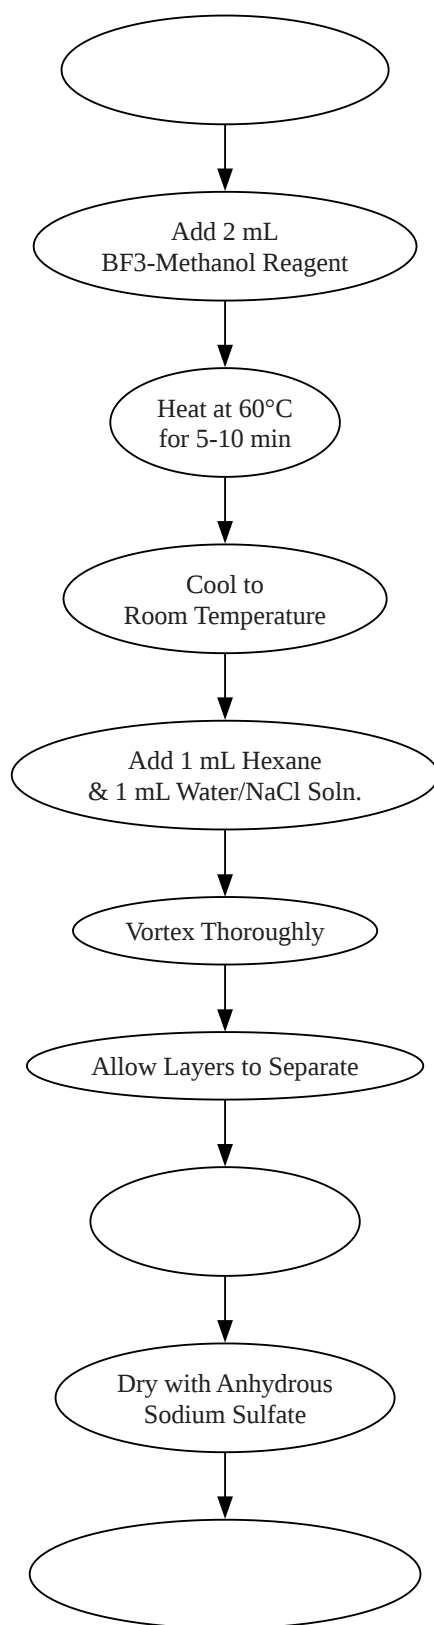 Add 2 mL
BF3-Methanol Reagent
Heat at 60°C
for 5-10 min
Cool to
Room Temperature
Add 1 mL Hexane
& 1 mL Water/NaCl Soln.
Vortex Thoroughly
Allow Layers to Separate
Dry with Anhydrous
Sodium Sulfate